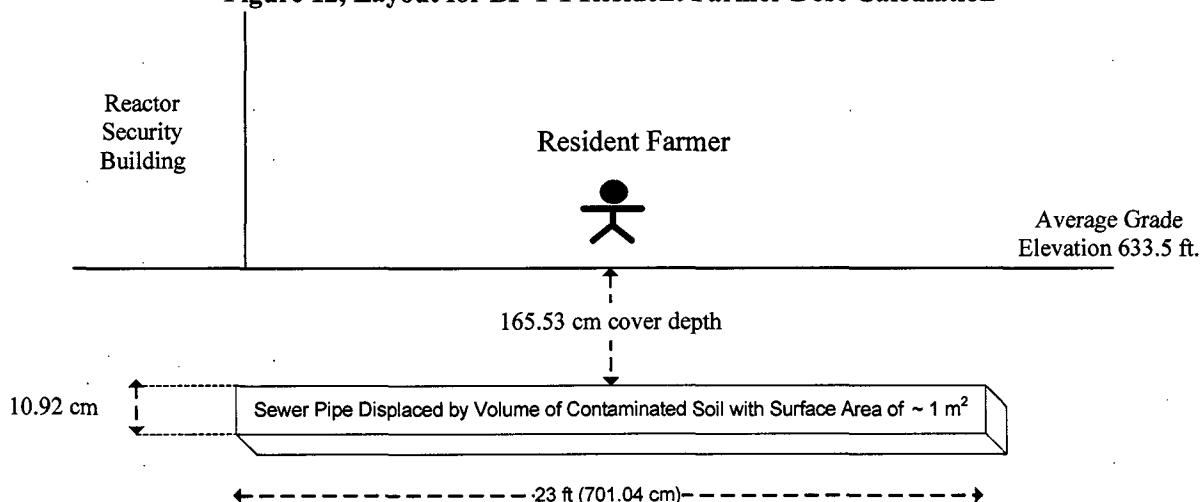 Reactor
Security
Building
Resident Farmer
Average Grade
Elevation 633.5 ft.
165.53 cm cover depth
10.92 cm
Sewer Pipe Displaced by Volume of Contaminated Soil with Surface Area of ~ 1 m²
23 ft (701.04 cm)